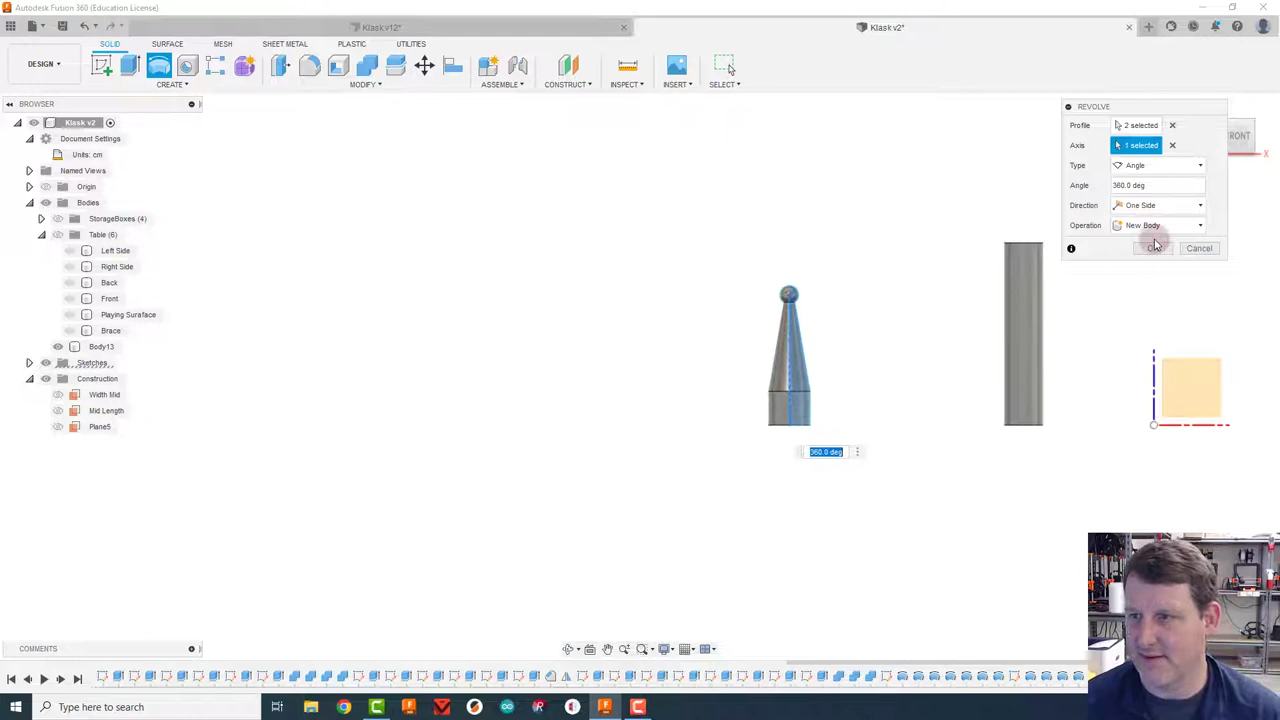 Autodesk Fusion 360 (Education License)
Klask v12*
Klask v2*
SOLID SURFACE MESH SHEET METAL PLASTIC UTILITIES
DESIGN
CREATE MODIFY ASSEMBLE CONSTRUCT INSPECT INSERT SELECT
BROWSER
Klask v2
Document Settings
Units: cm
Named Views
Origin
Bodies
StorageBoxes (4)
Table (6)
Left Side
Right Side
Back
Front
Playing Suraface
Brace
Body13
Sketches
Construction
Width Mid
Mid Length
Plane5
REVOLVE
Profile 2 selected
Axis 1 selected
Type Angle
Angle 360.0 deg
Direction One Side
Operation New Body
Cancel
FRONT
X
360.0 deg
COMMENTS
Type here to search